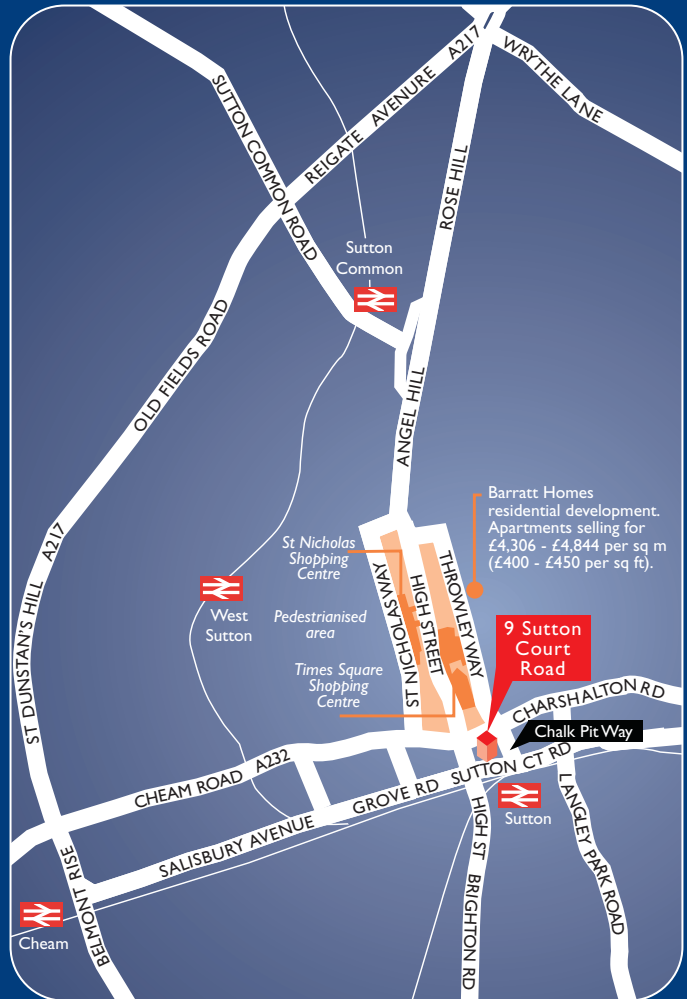 A217
WRYTHE LANE
REIGATE AVENURE
SUTTON COMMON ROAD
ROSE HILL
Sutton
Common
OLD FIELDS ROAD
ANGEL HILL
Barratt Homes
residential development.
Apartments selling for
£4,306 - £4,844 per sq m
(£400 - £450 per sq ft).
A217
St Nicholas
Shopping
Centre
THROWLEY WAY
HIGH STREET
ST NICHOLAS WAY
West
Sutton
Pedestrianised
area
9 Sutton
Court
Road
Times Square
Shopping
Centre
ST DUNSTAN'S HILL
CHARSHALTON RD
Chalk Pit Way
CHEAM ROAD A232
SUTTON CT RD
GROVE RD
Sutton
SALISBURY AVENUE
HIGH ST
LANGLEY PARK ROAD
BELMONT RISE
BRIGHTON RD
Cheam